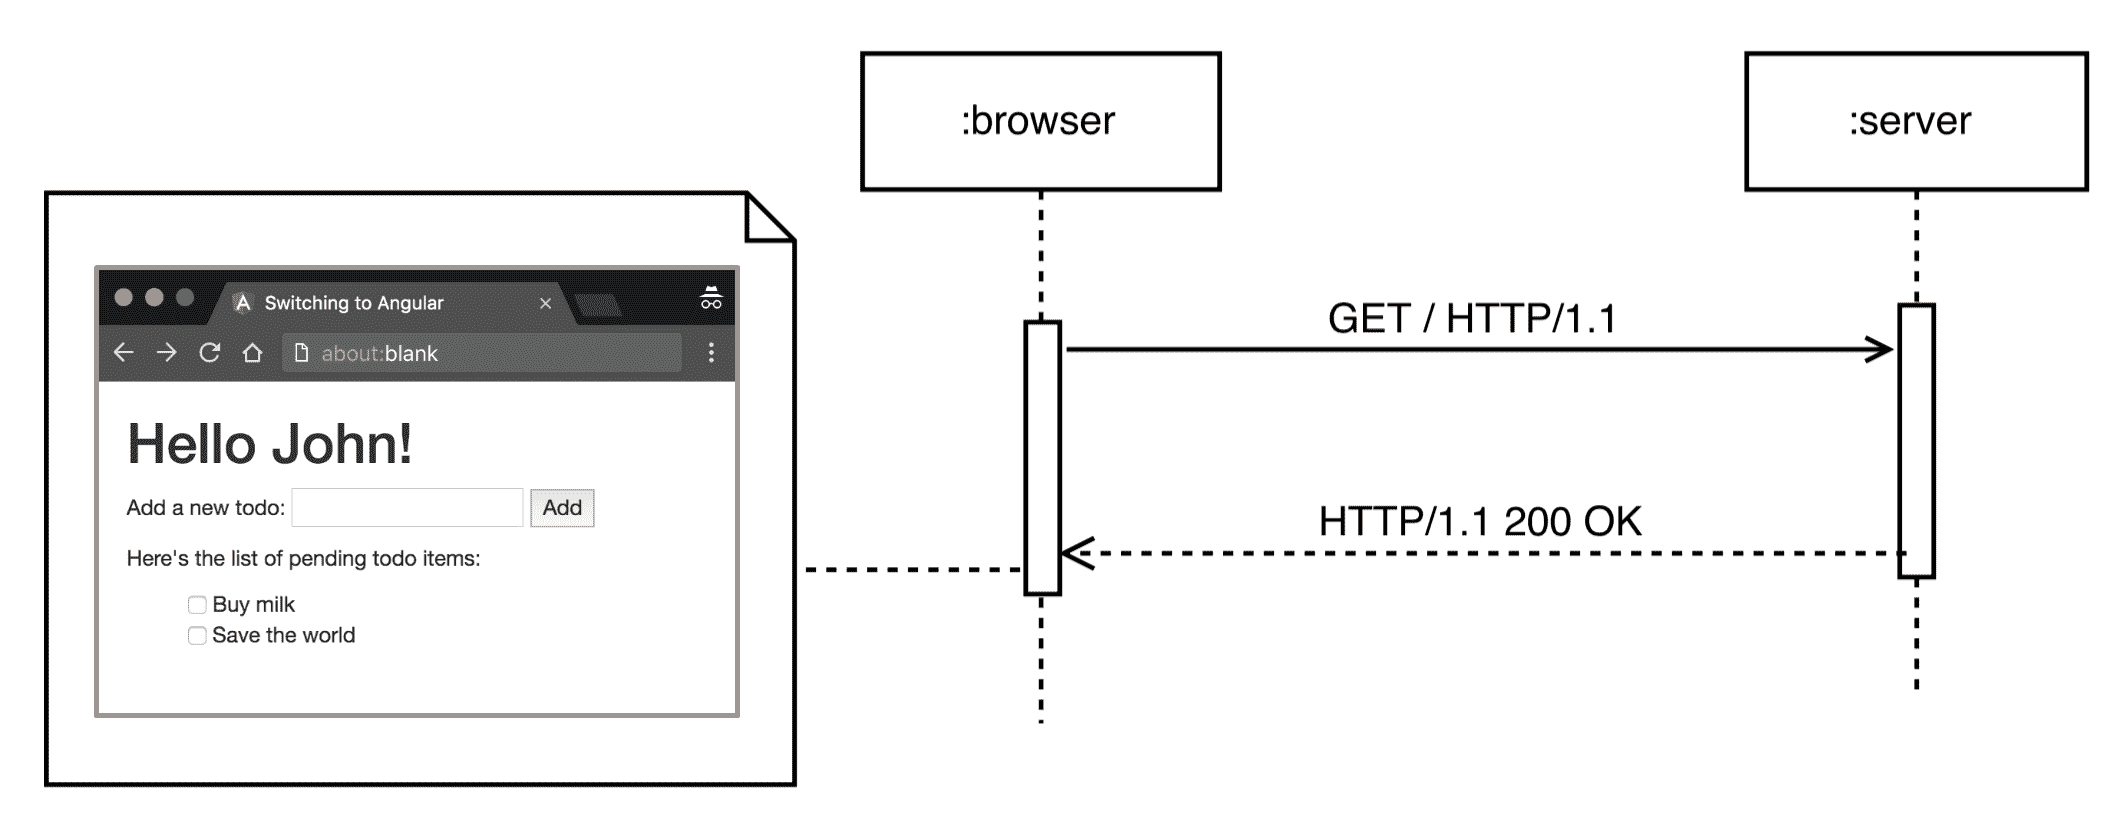 :browser
:server
Switching to Angular
about:blank
Hello John!
Add a new todo:
Add
Here's the list of pending todo items:
Buy milk
Save the world
GET / HTTP/1.1
HTTP/1.1 200 OK